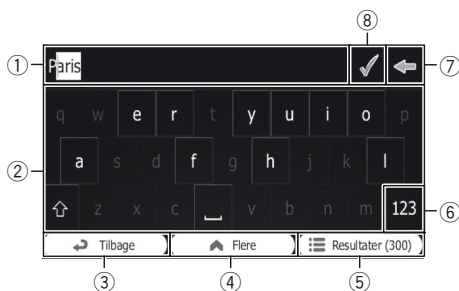 ⑧
① Paris ⑦
q w e r t y u i o p
② a s d f g h j k l
z x c v b n m 123 ⑥
Tilbage Flere Resultater (300)
③ ④ ⑤